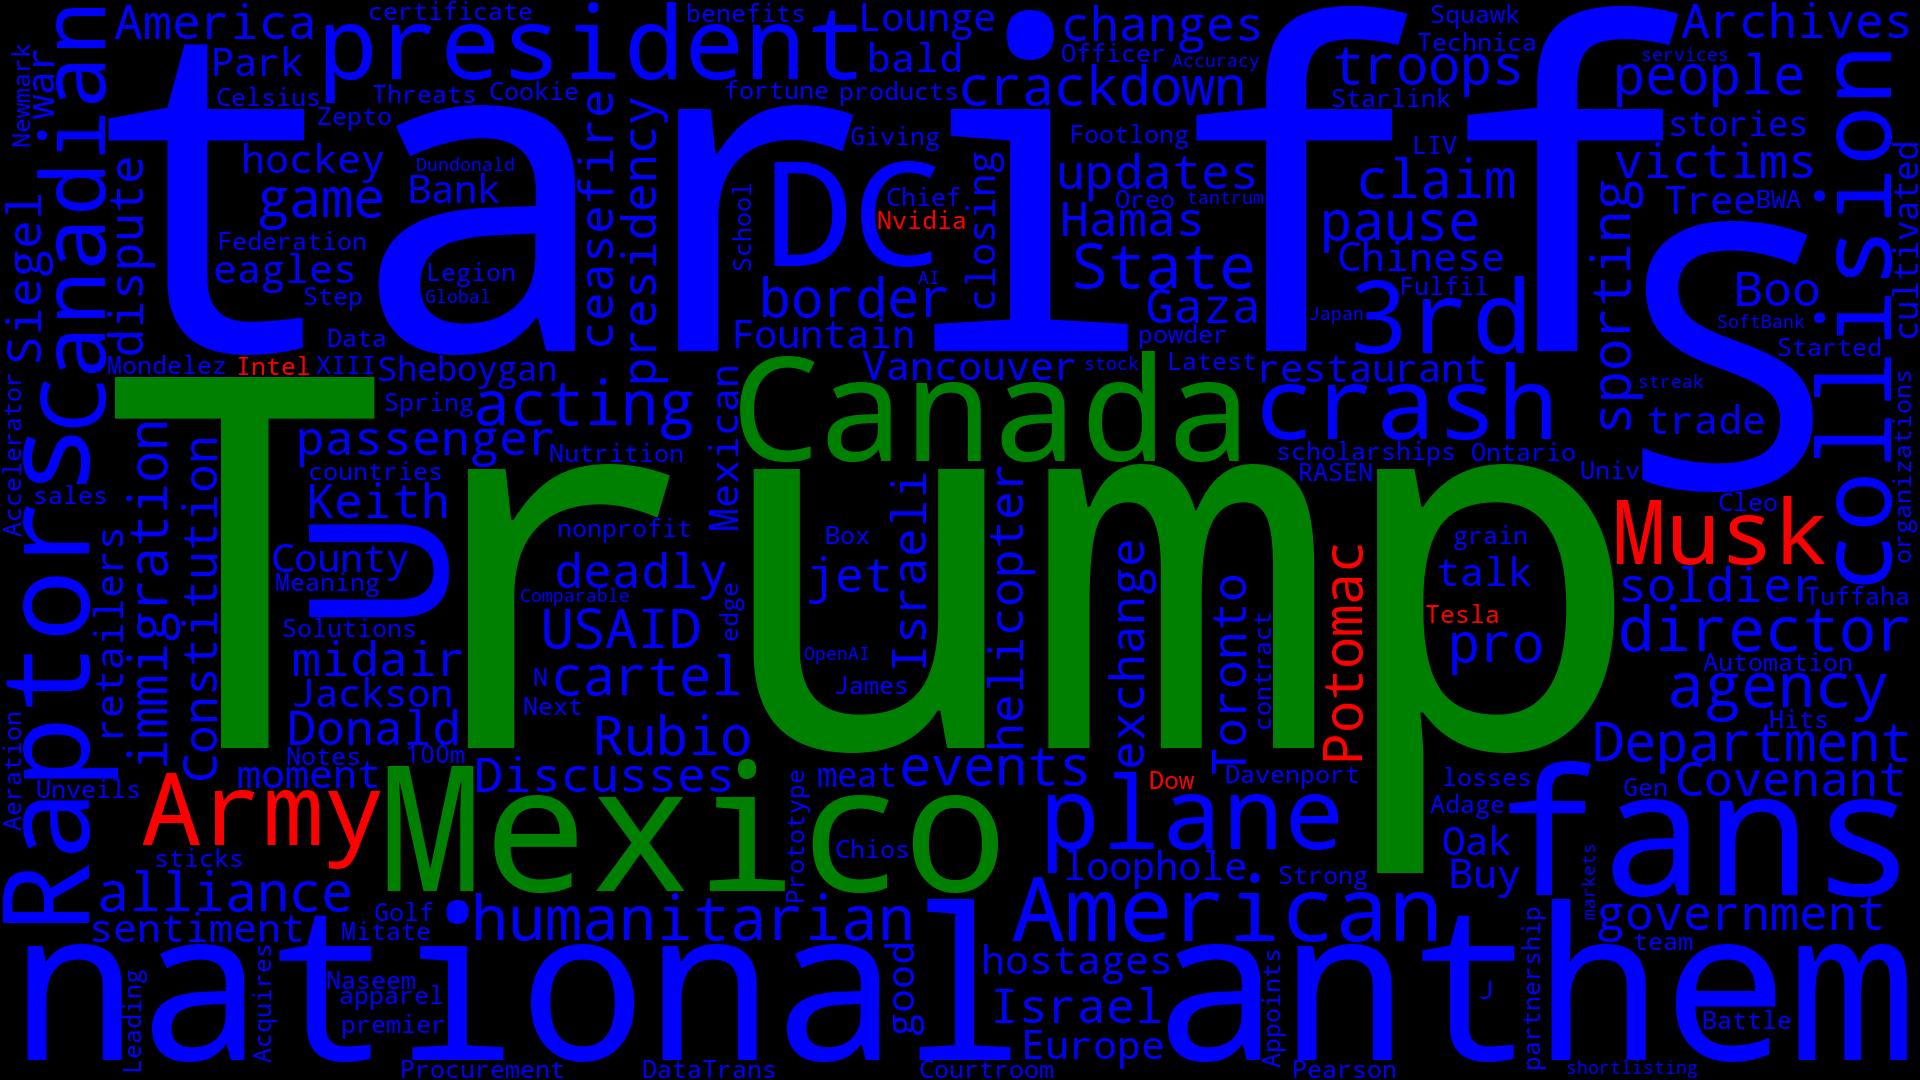 tariff
S
Trump
Canada
Mexico
national
anthem
Raptors
canadian
collision
fans
president
America
certificate
benefits
Lounge
changes
Squawk
Archives
Park
bald
Officer
Accuracy
Technica
services
troops
people
Newmark
war
Celsius
Threats
Cookie
fortune
products
crackdown
Starlink
Zepto
Giving
Footlong
LIV
stories
hockey
Dundonald
DC
updates
claim
victims
game
Bank
ceasefire
presidency
School
Chief
Nvidia
closing
Oreo
tantrum
Tree
BWA
cultivated
dispute
Federation
Hamas
pause
sporting
Siegel
eagles
Legion
State
Chinese
Step
Global
border
AI
Gaza
Fulfil
3rd
Boo
Data
Fountain
powder
Japan
SoftBank
Started
Mondelez
Intel
XIII
Sheboygan
Vancouver
stock
Latest
restaurant
streak
Spring
acting
Mexican
crash
trade
Accelerator
immigration
Constitution
passenger
Nutrition
scholarships
Ontario
countries
RASEN
Univ
organizations
sales
Keith
nonprofit
Box
Israeli
helicopter
grain
Cleo
Musk
retailers
U
County
Meaning
deadly
jet
exchange
Toronto
talk
soldier
Tuffaha
Comparable
edge
Potomac
Tesla
Solutions
USAID
contract
pro
director
midair
OpenAI
Automation
N
cartel
James
agency
Jackson
Next
Donald
Rubio
Hits
Department
Aeration
Notes
100m
moment
Discusses
meat
events
Dow
Davenport
losses
Gen
Covenant
Unveils
Army
Prototype
plane
Adage
sticks
Chios
loophole
Oak
Strong
Buy
markets
alliance
Golf
humanitarian
American
government
sentiment
Mitate
team
good
hostages
partnership
Leading
Acquires
Naseem
apparel
Israel
Appoints
J
premier
Europe
Battle
Procurement
DataTrans
Courtroom
Pearson
shortlisting